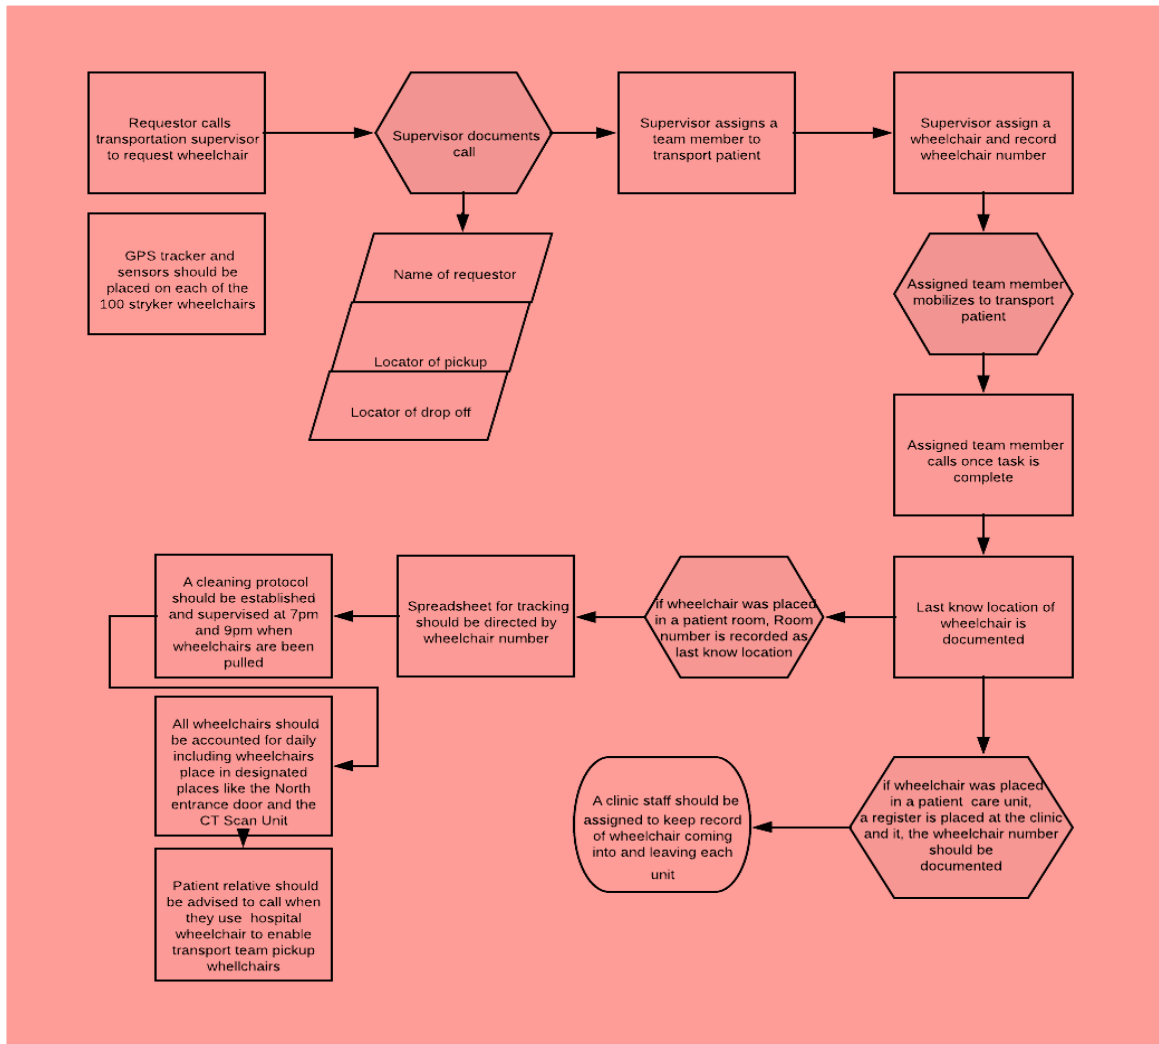 Requestor calls
transportation supervisor
to request wheelchair
Supervisor documents
call
Supervisor assigns a
team member to
transport patient
Supervisor assign a
wheelchair and record
wheelchair number
GPS tracker and
sensors should be
placed on each of the
100 stryker wheelchairs
Name of requestor
Locator of pickup
Locator of drop off
Assigned team member
mobilizes to transport
patient
Assigned team member
calls once task is
complete
Last know location of
wheelchair is
documented
if wheelchair was placed
in a patient room, Room
number is recorded as
last know location
Spreadsheet for tracking
should be directed by
wheelchair number
A cleaning protocol
should be established
and supervised at 7pm
and 9pm when
wheelchairs are been
pulled
All wheelchairs should
be accounted for daily
including wheelchairs
place in designated
places like the North
entrance door and the
CT Scan Unit
Patient relative should
be advised to call when
they use hospital
wheelchair to enable
transport team pickup
whellchairs
if wheelchair was placed
in a patient care unit,
a register is placed at the clinic
and it, the wheelchair number
should be
documented
A clinic staff should be
assigned to keep record
of wheelchair coming
into and leaving each
unit